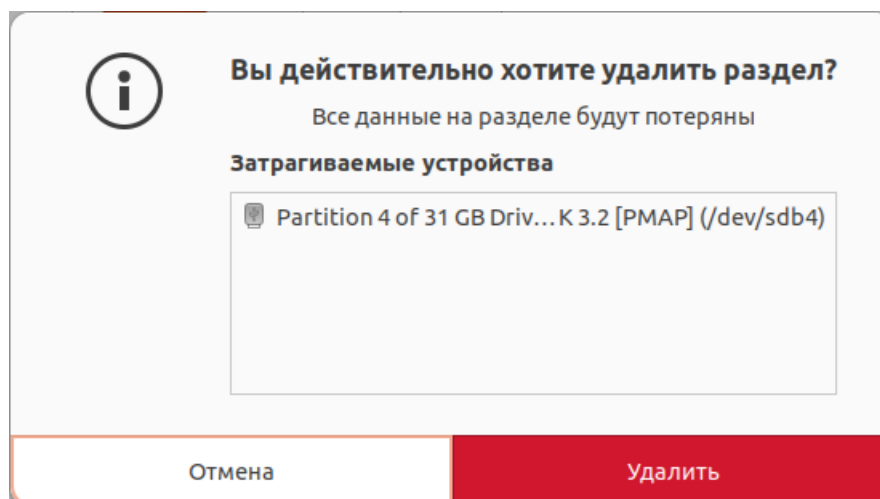 Вы действительно хотите удалить раздел?
Все данные на разделе будут потеряны
Затрагиваемые устройства
Partition 4 of 31 GB Driv…K 3.2 [PMAP] (/dev/sdb4)
Отмена
Удалить